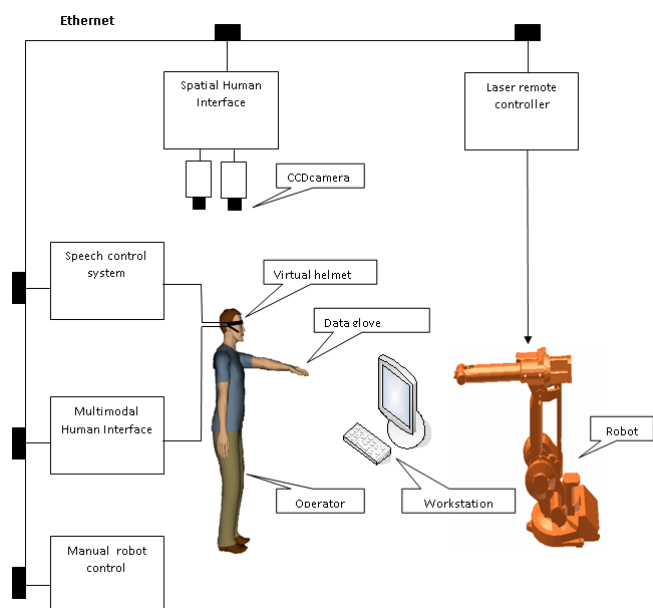 Ethernet
Spatial Human
Interface
Laser remote
controller
CCDcamera
Speech control
system
Virtual helmet
Data glove
Multimodal
Human Interface
Robot
Operator
Workstation
Manual robot
control